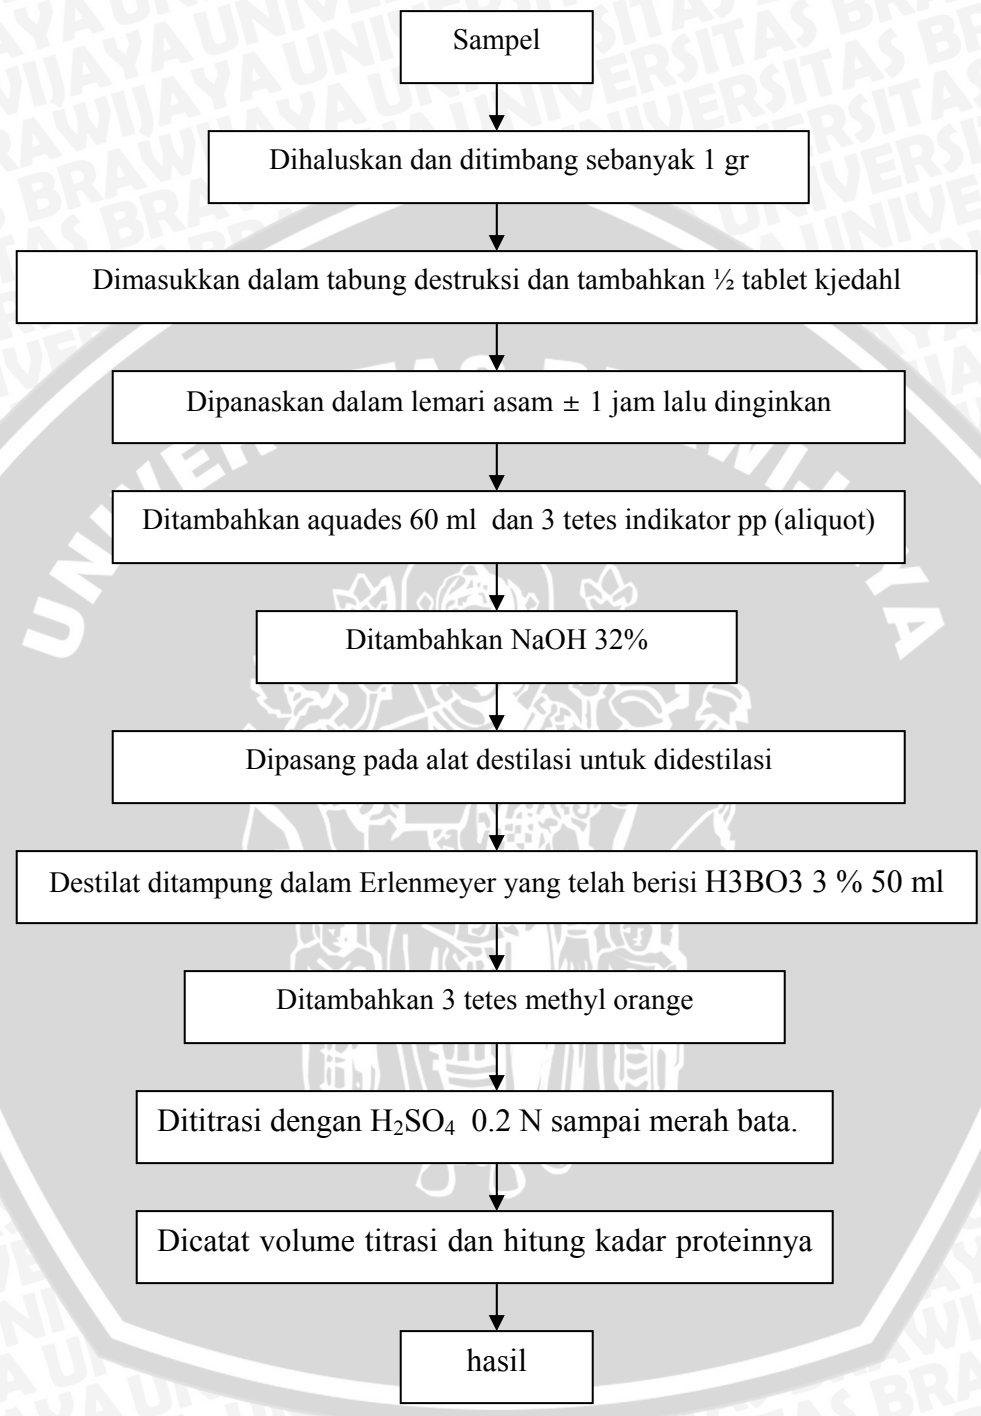 Sampel
Dihaluskan dan ditimbang sebanyak 1 gr
Dimasukkan dalam tabung destruksi dan tambahkan ½ tablet kjedahl
Dipanaskan dalam lemari asam ± 1 jam lalu dinginkan
Ditambahkan aquades 60 ml dan 3 tetes indikator pp (aliquot)
Ditambahkan NaOH 32%
Dipasang pada alat destilasi untuk didestilasi
Destilat ditampung dalam Erlenmeyer yang telah berisi H3BO3 3 % 50 ml
Ditambahkan 3 tetes methyl orange
Dititrasi dengan H₂SO₄ 0.2 N sampai merah bata.
Dicatat volume titrasi dan hitung kadar proteinnya
hasil